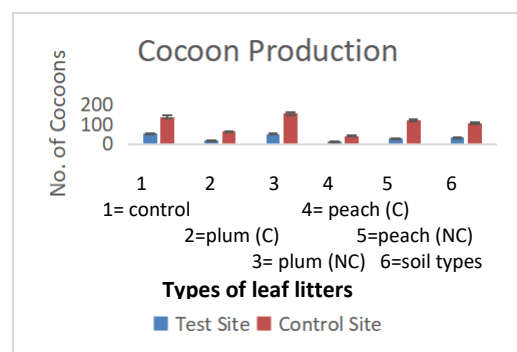 Cocoon Production
No. of Cocoons
200
100
0
1 2 3 4 5 6
1= control 4= peach (C)
2=plum (C) 5=peach (NC)
3= plum (NC) 6=soil types
Types of leaf litters
Test Site Control Site